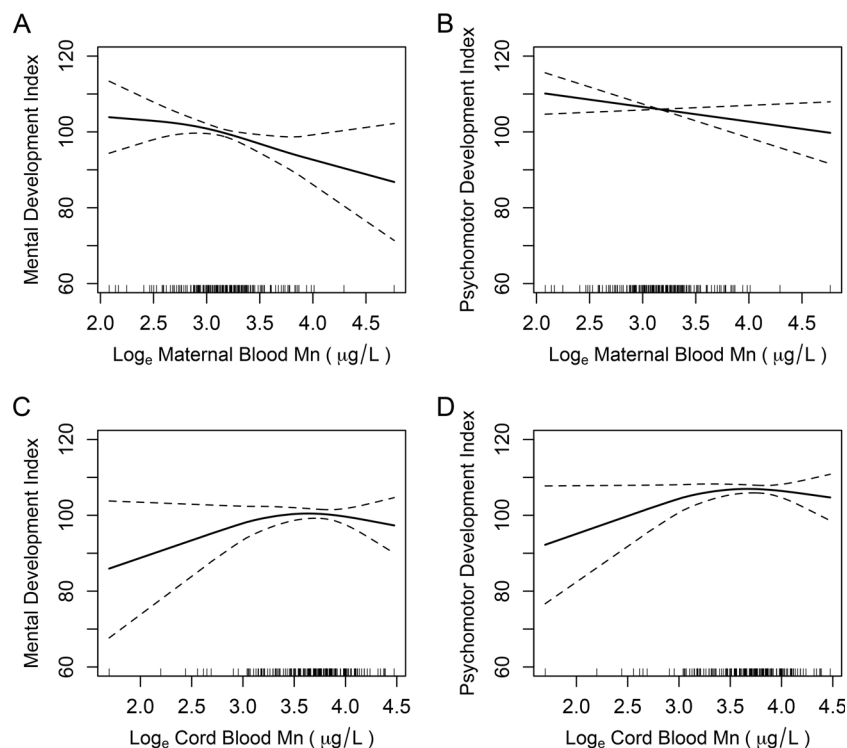 A
Mental Development Index
120
100
80
60
2.0 2.5 3.0 3.5 4.0 4.5
Logₑ Maternal Blood Mn ( μg/L )
B
Psychomotor Development Index
120
100
80
60
2.0 2.5 3.0 3.5 4.0 4.5
Logₑ Maternal Blood Mn ( μg/L )
C
Mental Development Index
120
100
80
60
2.0 2.5 3.0 3.5 4.0 4.5
Logₑ Cord Blood Mn ( μg/L )
D
Psychomotor Development Index
120
100
80
60
2.0 2.5 3.0 3.5 4.0 4.5
Logₑ Cord Blood Mn ( μg/L )